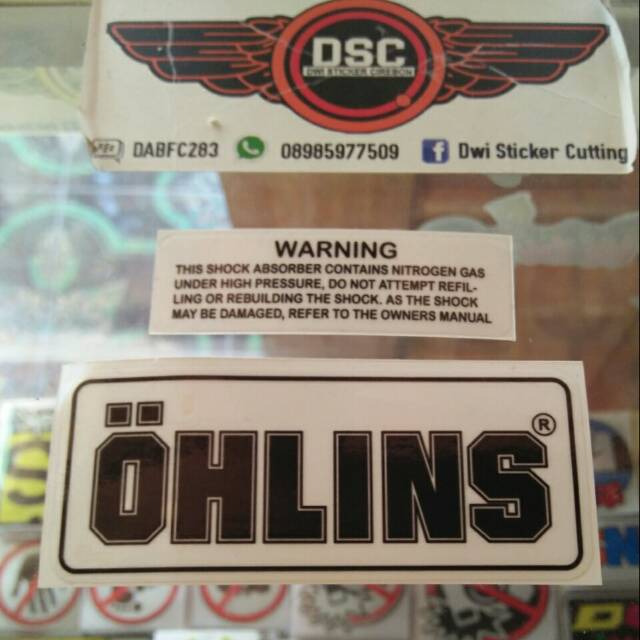 DSC
DWI STICKER CIREBON
DABFC283 08985977509 Dwi Sticker Cutting
WARNING
THIS SHOCK ABSORBER CONTAINS NITROGEN GAS
UNDER HIGH PRESSURE, DO NOT ATTEMPT REFIL-
LING OR REBUILDING THE SHOCK. AS THE SHOCK
MAY BE DAMAGED, REFER TO THE OWNERS MANUAL
ÖHLINS®